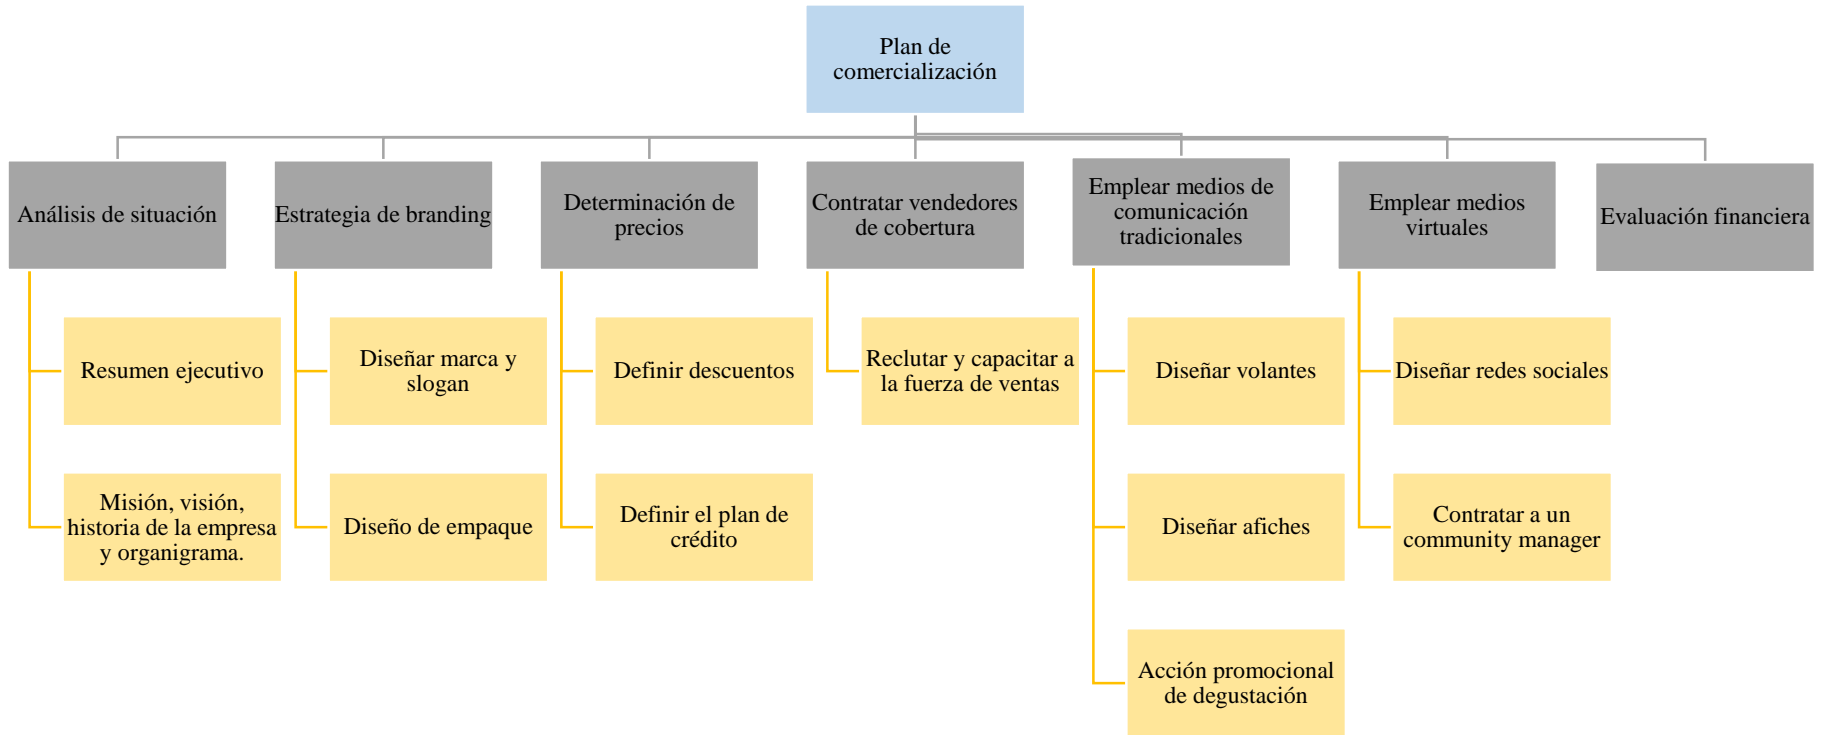 Plan de
comercialización
Análisis de situación
Estrategia de branding
Determinación de
precios
Contratar vendedores
de cobertura
Emplear medios de
comunicación
tradicionales
Emplear medios
virtuales
Evaluación financiera
Resumen ejecutivo
Diseñar marca y
slogan
Definir descuentos
Reclutar y capacitar a
la fuerza de ventas
Diseñar volantes
Diseñar redes sociales
Misión, visión,
historia de la empresa
y organigrama.
Diseño de empaque
Definir el plan de
crédito
Diseñar afiches
Contratar a un
community manager
Acción promocional
de degustación